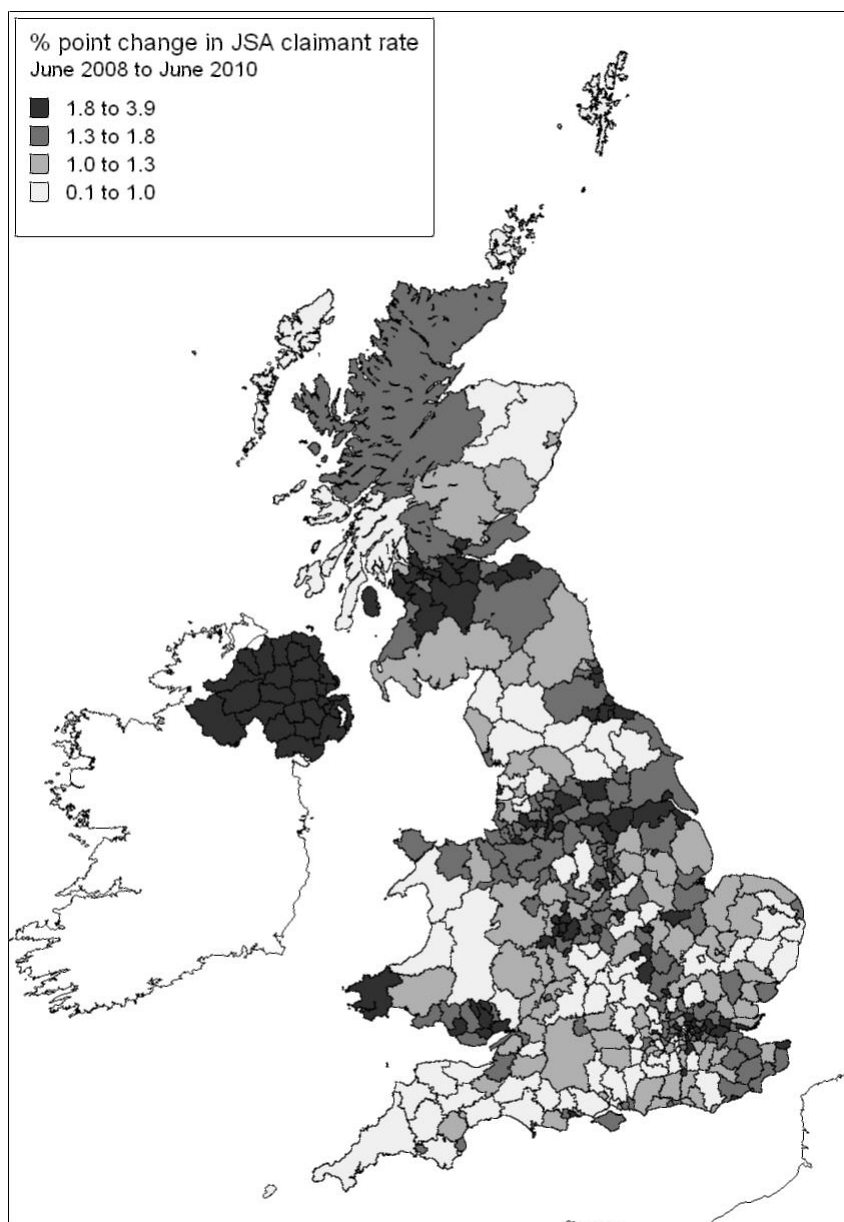 % point change in JSA claimant rate
June 2008 to June 2010
1.8 to 3.9
1.3 to 1.8
1.0 to 1.3
0.1 to 1.0